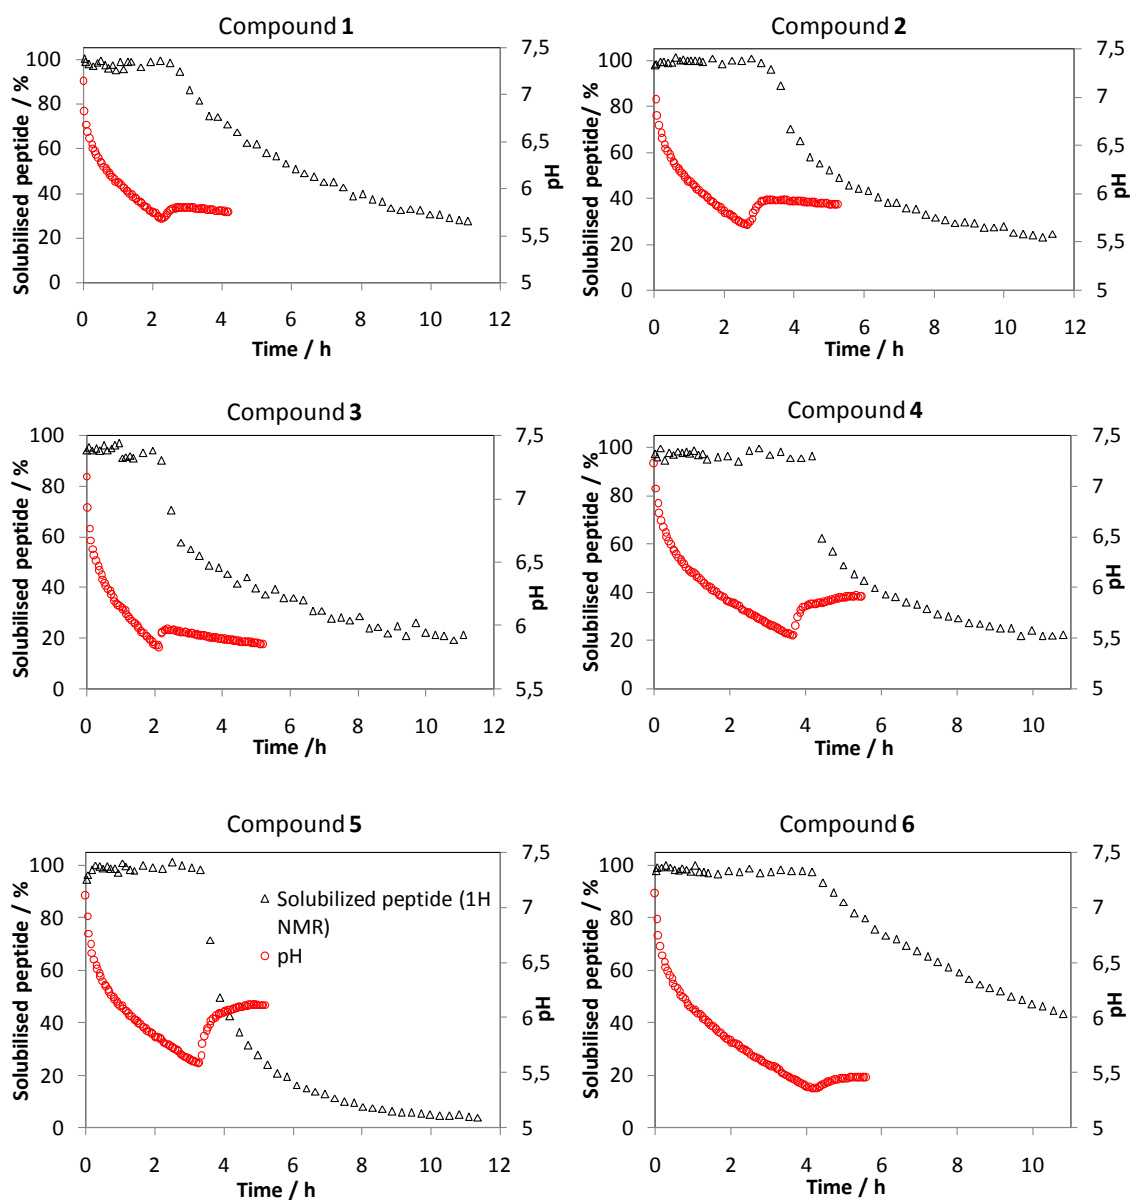 Compound 1
Solubilised peptide / %
100
80
60
40
20
0
7,5
7
6,5
6
5,5
5
pH
0 2 4 6 8 10 12
Time / h
Compound 2
Solubilised peptide/ %
100
80
60
40
20
0
7,5
7
6,5
6
5,5
5
pH
0 2 4 6 8 10 12
Time / h
Compound 3
Solubilised peptide / %
100
80
60
40
20
0
7,5
7
6,5
6
5,5
pH
0 2 4 6 8 10 12
Time /h
Compound 4
Solubilised peptide / %
100
80
60
40
20
0
7,5
7
6,5
6
5,5
5
pH
0 2 4 6 8 10
Time / h
Compound 5
Solubilised peptide / %
100
80
60
40
20
0
Solubilized peptide (1H
NMR)
pH
7,5
7
6,5
6
5,5
5
pH
0 2 4 6 8 10 12
Time / h
Compound 6
Solubilised peptide / %
100
80
60
40
20
0
7,5
7
6,5
6
5,5
5
pH
0 2 4 6 8 10
Time / h